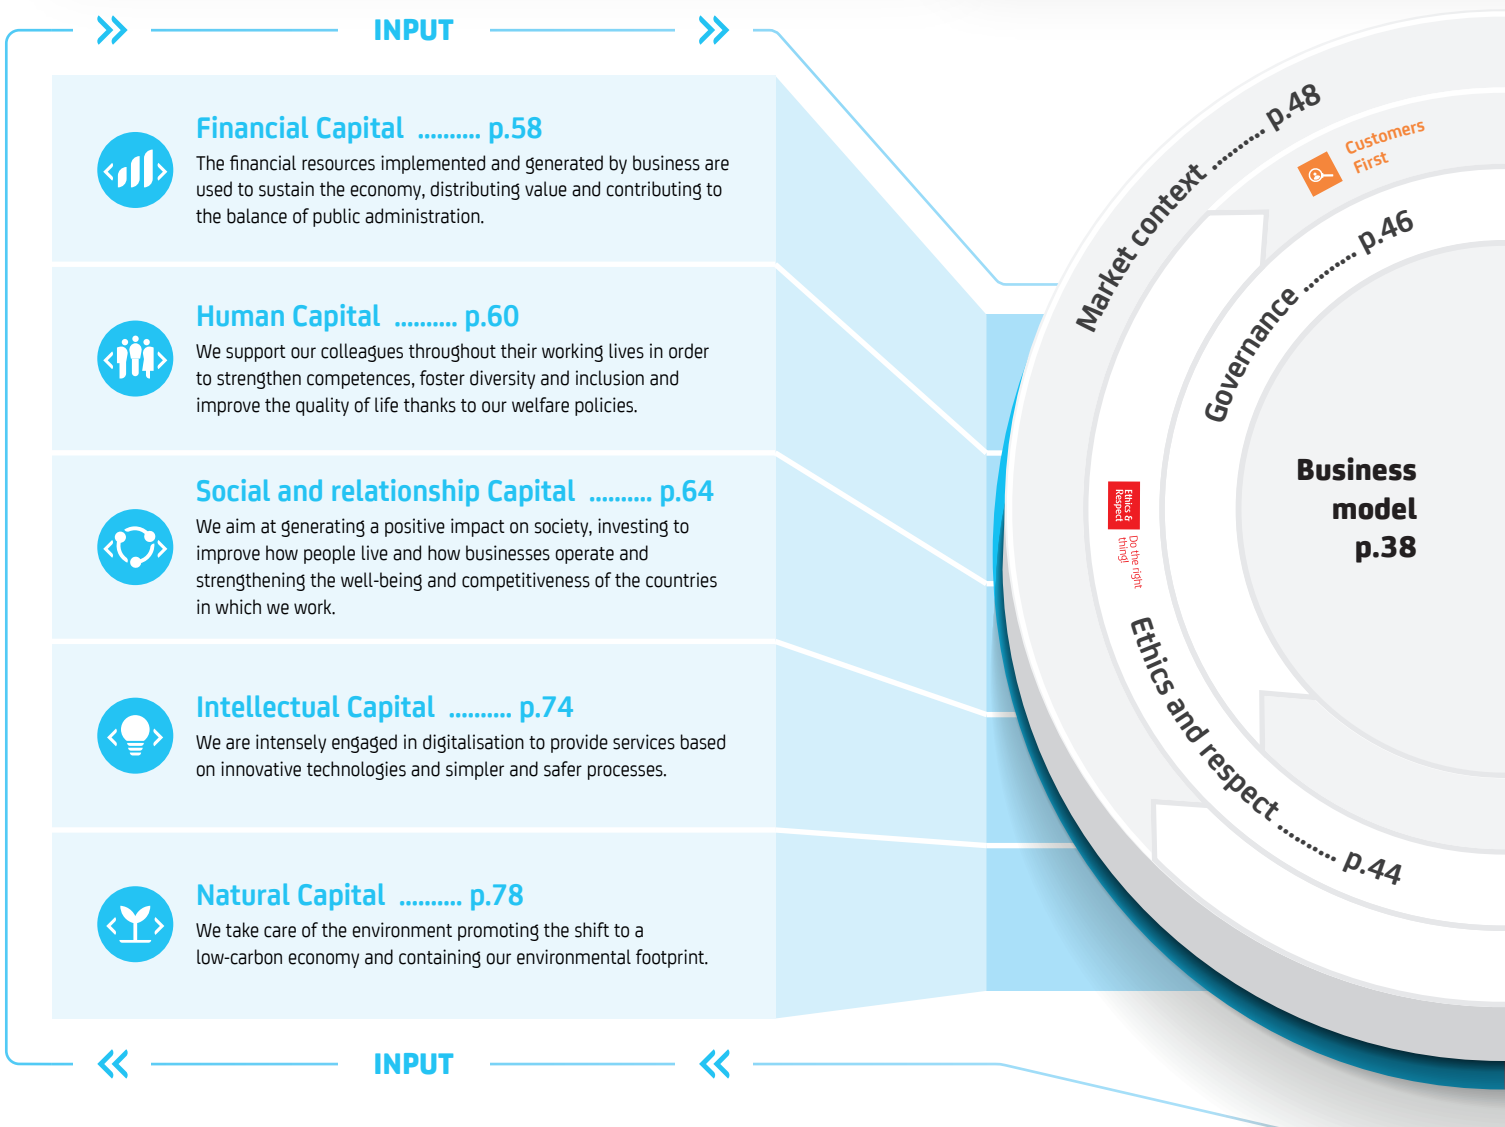 INPUT
Financial Capital .......... p.58
The financial resources implemented and generated by business are
used to sustain the economy, distributing value and contributing to
the balance of public administration.
Human Capital .......... p.60
We support our colleagues throughout their working lives in order
to strengthen competences, foster diversity and inclusion and
improve the quality of life thanks to our welfare policies.
Social and relationship Capital .......... p.64
We aim at generating a positive impact on society, investing to
improve how people live and how businesses operate and
strengthening the well-being and competitiveness of the countries
in which we work.
Intellectual Capital .......... p.74
We are intensely engaged in digitalisation to provide services based
on innovative technologies and simpler and safer processes.
Natural Capital .......... p.78
We take care of the environment promoting the shift to a
low-carbon economy and containing our environmental footprint.
INPUT
Market context .......... p.48
Customers
First
Governance .......... p.46
Business
model
p.38
Ethics &
Respect
Do the right
thing!
Ethics and respect .......... p.44